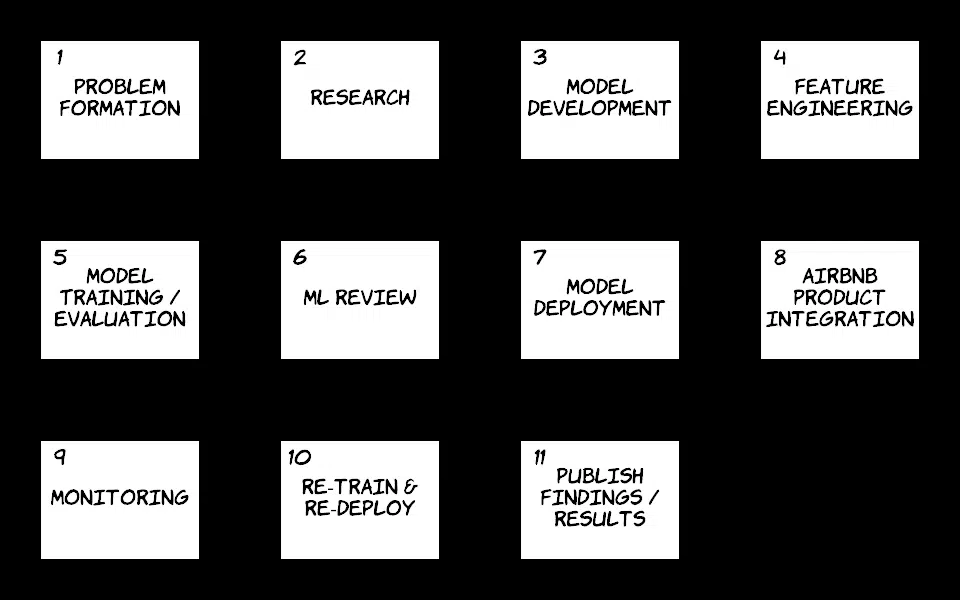 1
PROBLEM
FORMATION
2
RESEARCH
3
MODEL
DEVELOPMENT
4
FEATURE
ENGINEERING
5
MODEL
TRAINING /
EVALUATION
6
ML REVIEW
7
MODEL
DEPLOYMENT
8
AIRBNB
PRODUCT
INTEGRATION
9
MONITORING
10
RE-TRAIN &
RE-DEPLOY
11
PUBLISH
FINDINGS /
RESULTS